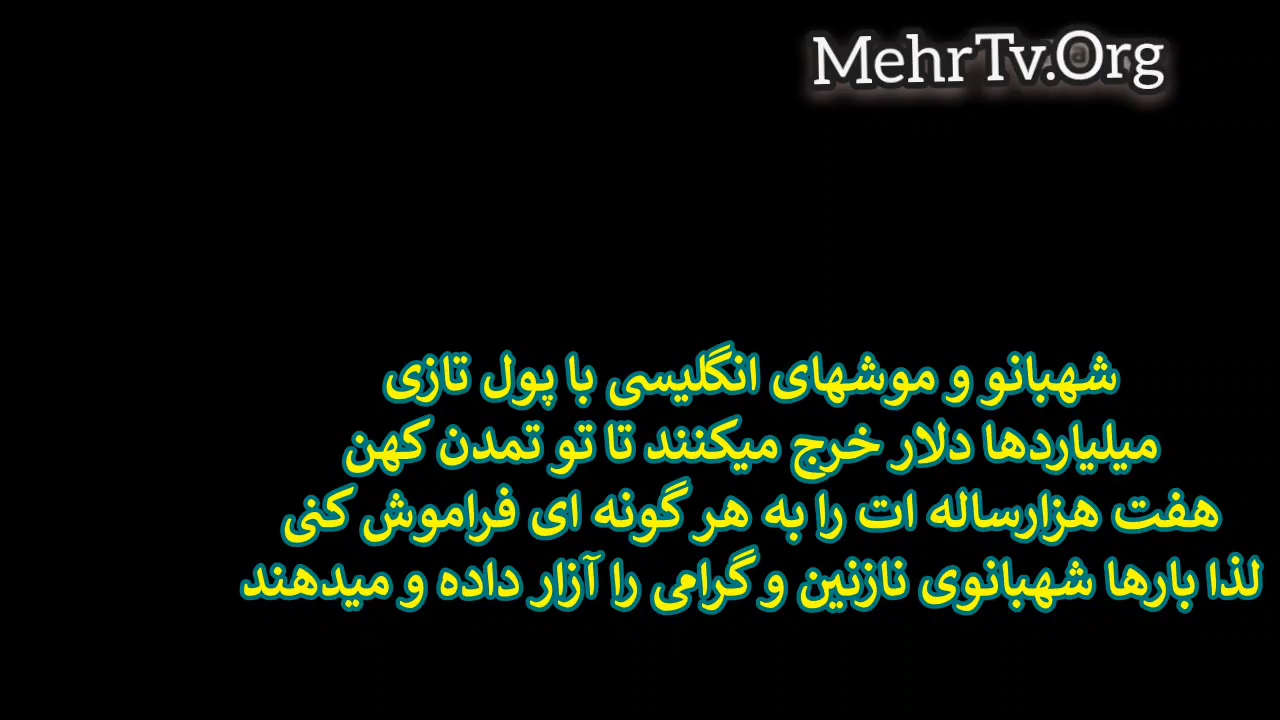 MehrTv.Org
شهبانو و موشهای انگلیسی با پول تازی
میلیاردها دلار خرج میکنند تا تو تمدن کهن
هفت هزارساله ات را به هر گونه ای فراموش کنی
لذا بارها شهبانوی نازنین و گرامی را آزار داده و میدهند